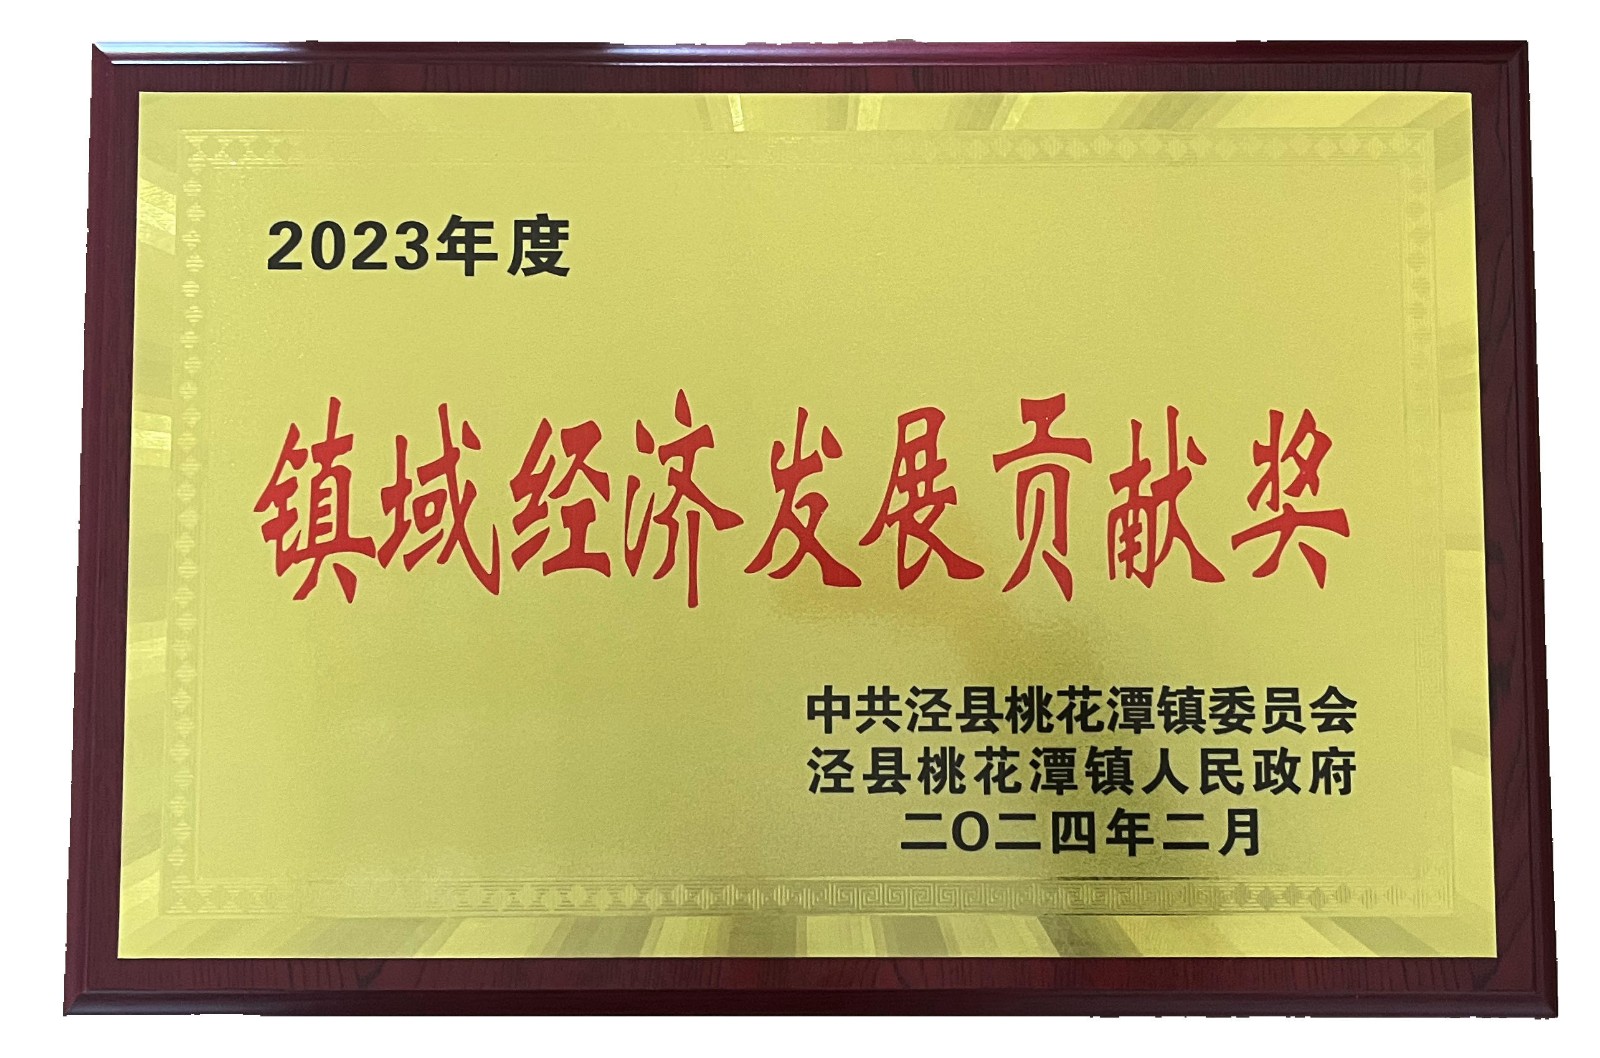 2023年度
镇域经济发展贡献奖
中共泾县桃花潭镇委员会
泾县桃花潭镇人民政府
二O二四年二月